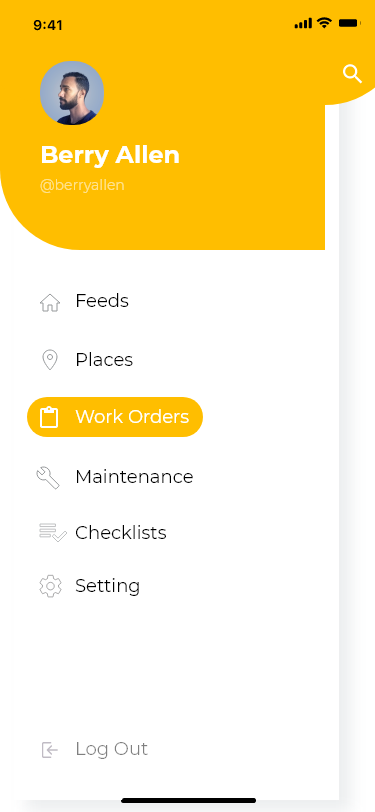 9:41
Berry Allen
@berryallen
Feeds
Places
Work Orders
Maintenance
Checklists
Setting
Log Out